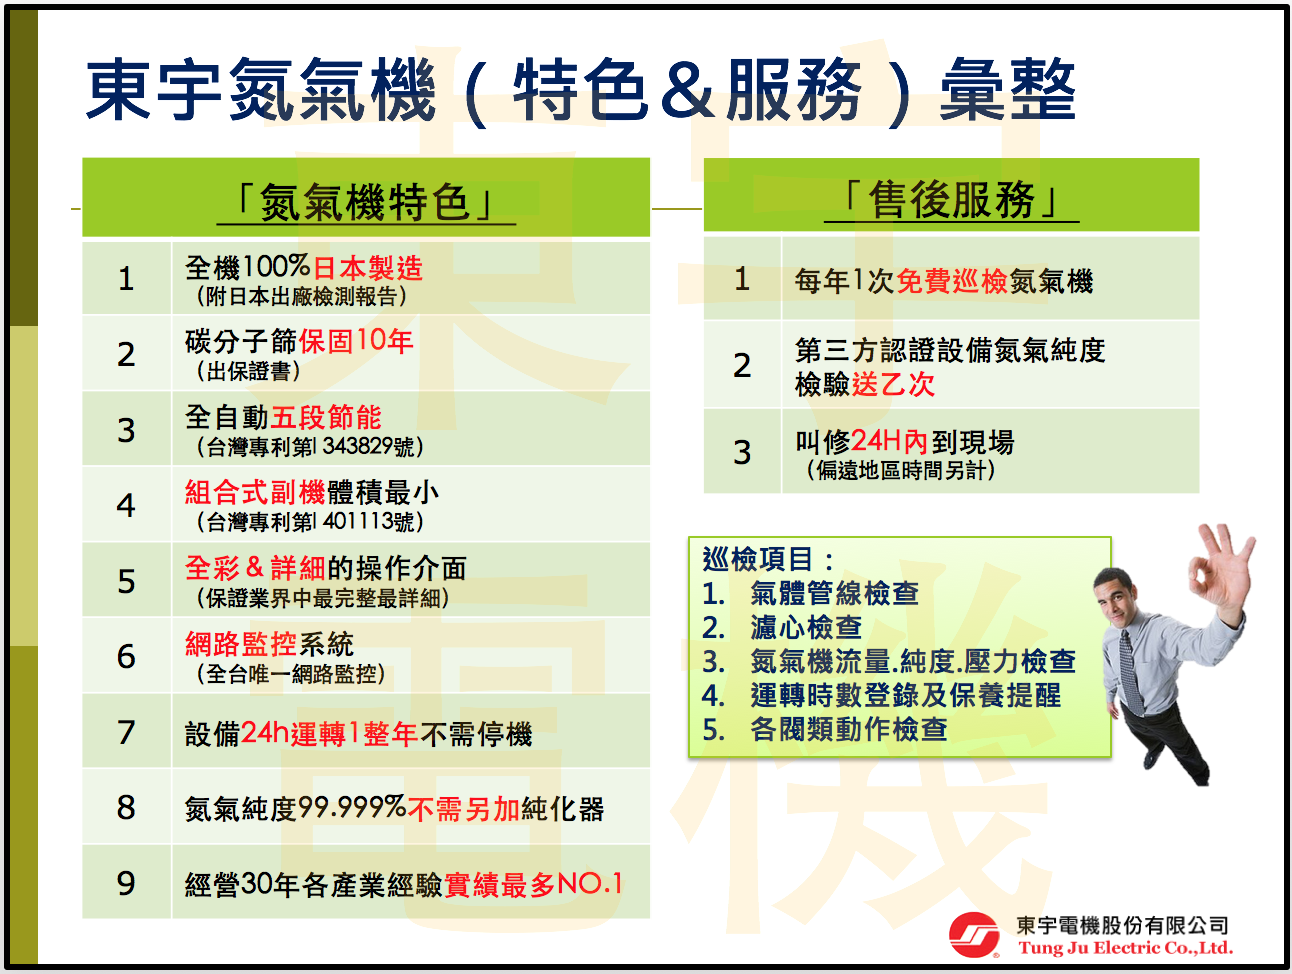 東宇氮氣機（特色＆服務）彙整
「氮氣機特色」
1 全機100%日本製造
（附日本出廠檢測報告）
2 碳分子篩保固10年
（出保證書）
3 全自動五段節能
（台灣專利第I 343829號）
4 組合式副機體積最小
（台灣專利第I 401113號）
5 全彩＆詳細的操作介面
（保證業界中最完整最詳細）
6 網路監控系統
（全台唯一網路監控）
7 設備24h運轉1整年不需停機
8 氮氣純度99.999%不需另加純化器
9 經營30年各產業經驗實績最多NO.1
「售後服務」
1 每年1次免費巡檢氮氣機
2 第三方認證設備氮氣純度
檢驗送乙次
3 叫修24H內到現場
（偏遠地區時間另計）
巡檢項目：
1. 氣體管線檢查
2. 濾心檢查
3. 氮氣機流量.純度.壓力檢查
4. 運轉時數登錄及保養提醒
5. 各閥類動作檢查
東宇電機股份有限公司
Tung Ju Electric Co.,Ltd.
東宇
電機